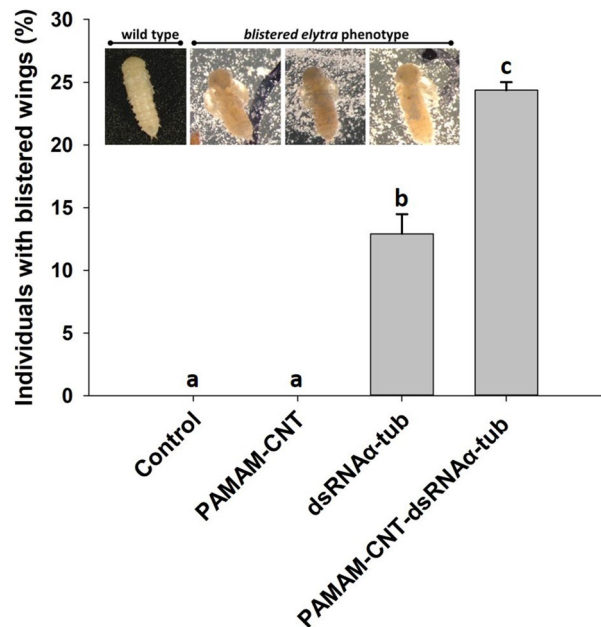 Individuals with blistered wings (%)
30
25
20
15
10
5
0
wild type
blistered elytra phenotype
a
a
b
c
Control
PAMAM-CNT
dsRNAα-tub
PAMAM-CNT-dsRNAα-tub